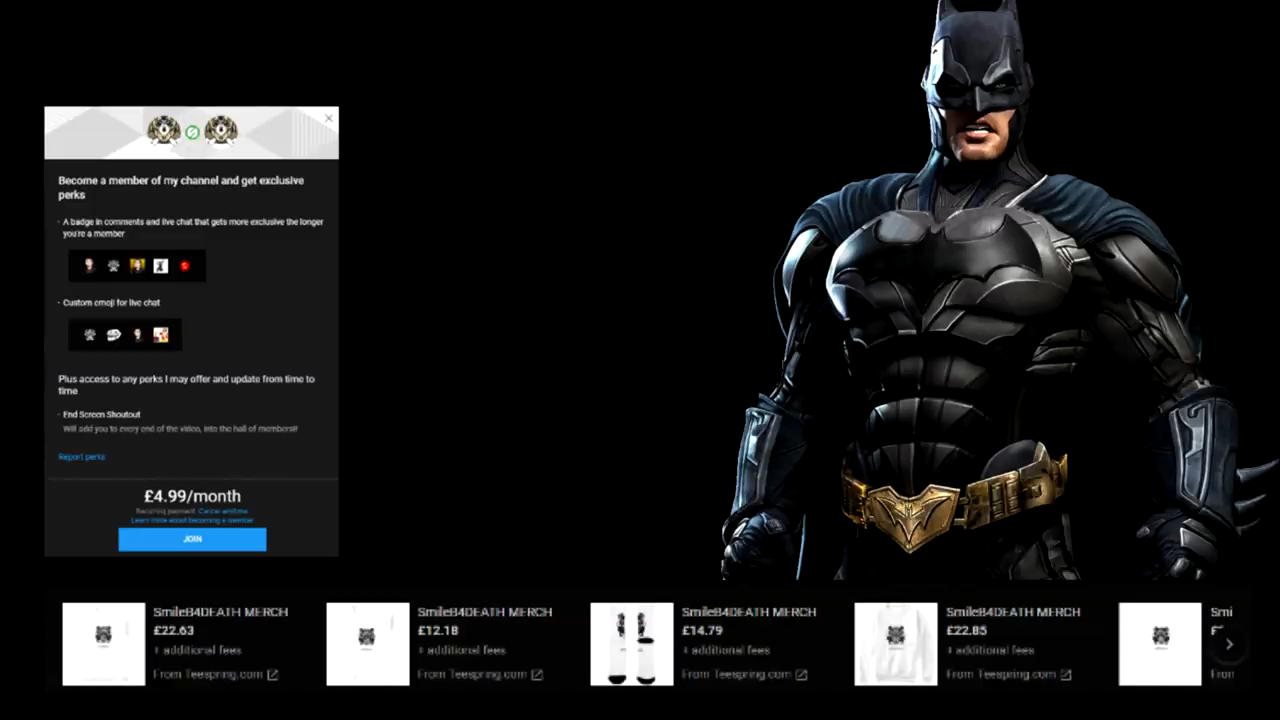 Become a member of my channel and get exclusive
perks
· A badge in comments and live chat that gets more exclusive the longer
you're a member
· Custom emoji for live chat
Plus access to any perks I may offer and update from time to
time
· End Screen Shoutout
Will add you to every end of the video, into the hall of members!!
Report perks
£4.99/month
Recurring payment. Cancel anytime.
Learn more about becoming a member
JOIN
SmileB4DEATH MERCH
£22.63
+ additional fees
From Teespring.com
SmileB4DEATH MERCH
£12.18
+ additional fees
From Teespring.com
SmileB4DEATH MERCH
£14.79
+ additional fees
From Teespring.com
SmileB4DEATH MERCH
£22.85
+ additional fees
From Teespring.com
Smi